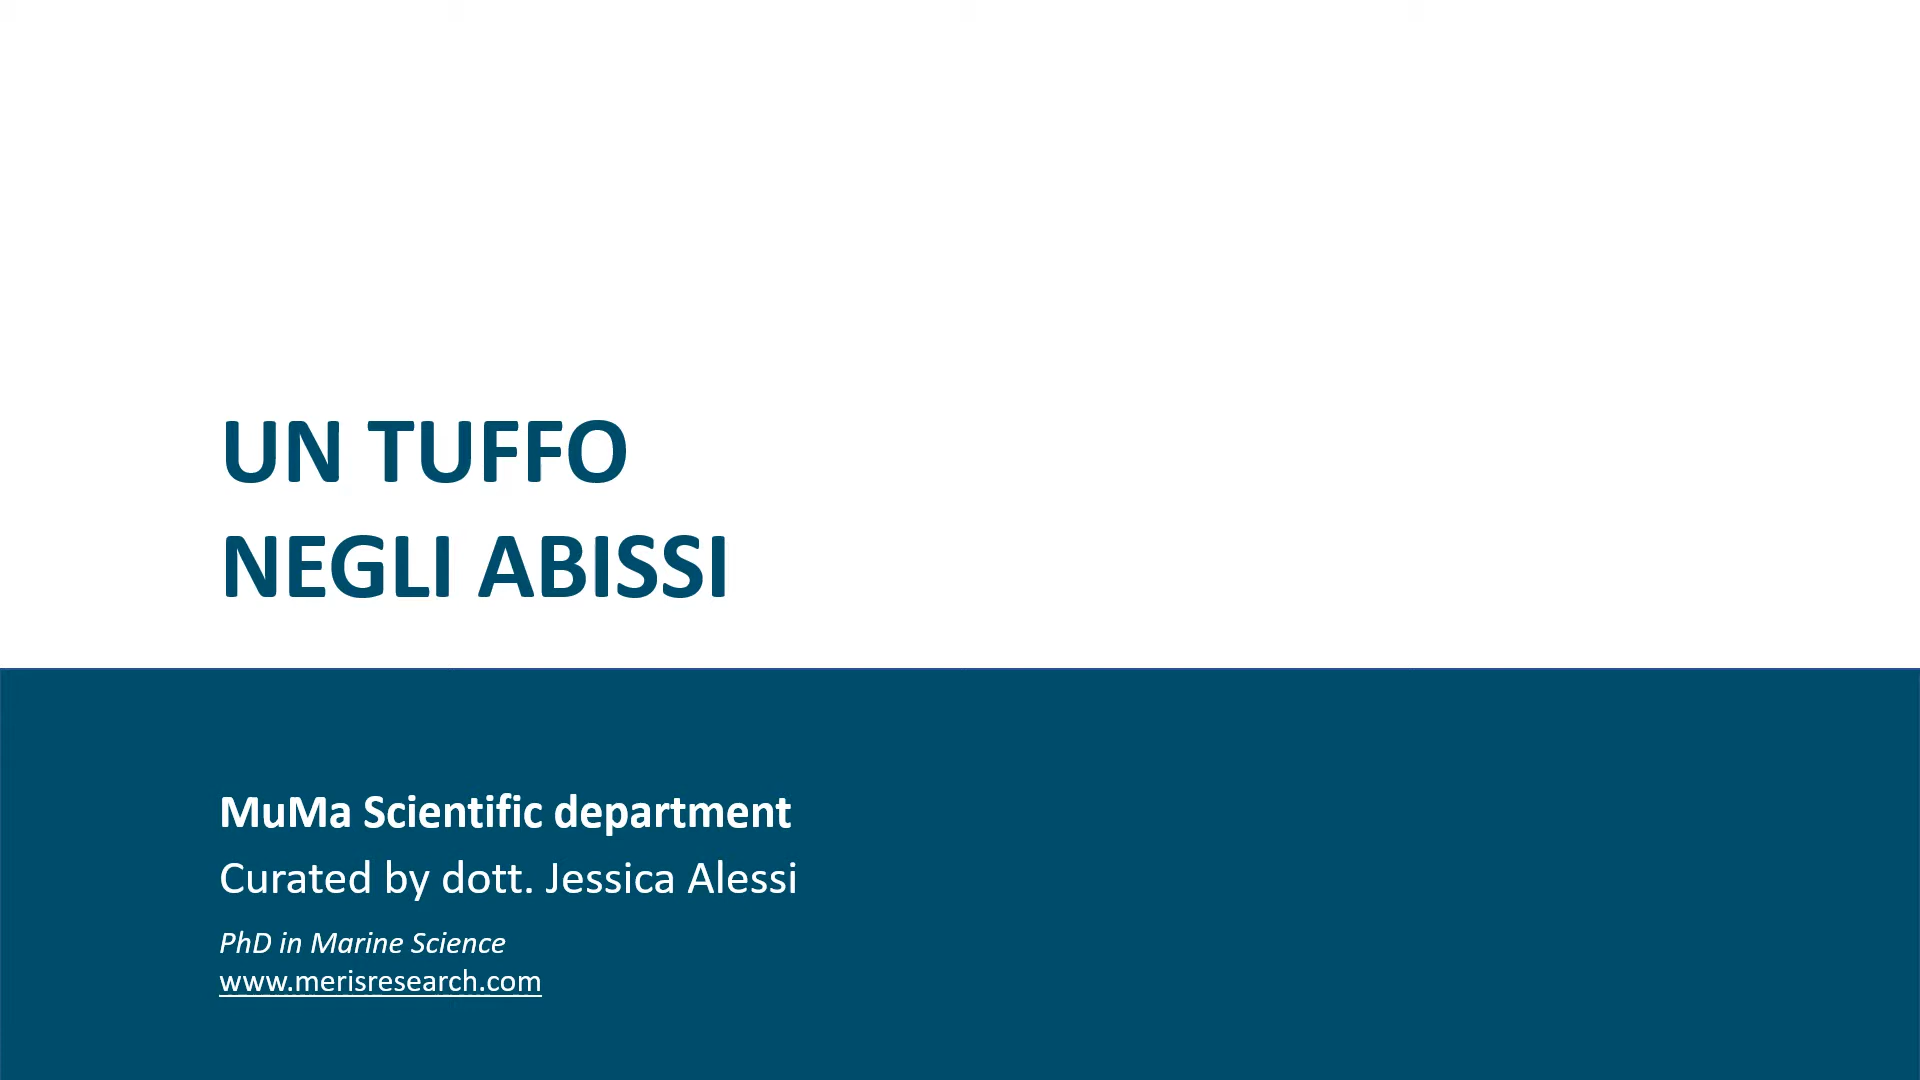 UN TUFFO
NEGLI ABISSI
MuMa Scientific department
Curated by dott. Jessica Alessi
PhD in Marine Science
www.merisresearch.com